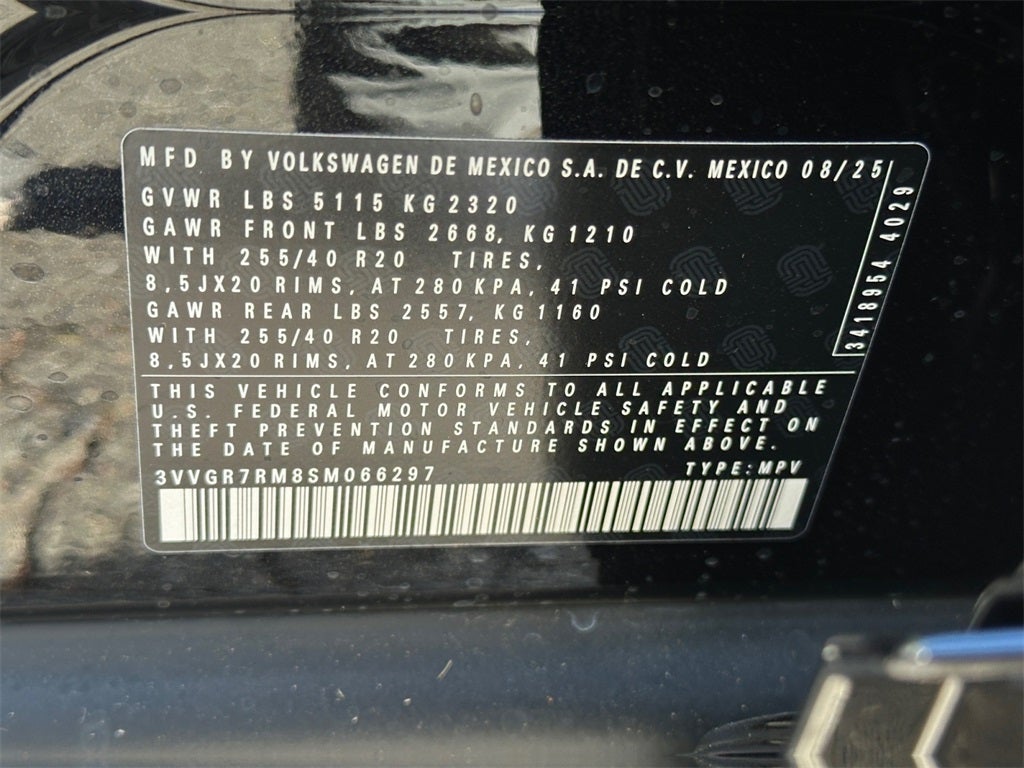 MFD BY VOLKSWAGEN DE MEXICO S.A. DE C.V. MEXICO 08/25
GVWR LBS 5115 KG 2320
GAWR FRONT LBS 2668, KG 1210
WITH 255/40 R20 TIRES,
8,5JX20 RIMS, AT 280 KPA, 41 PSI COLD
GAWR REAR LBS 2557, KG 1160
WITH 255/40 R20 TIRES,
8,5JX20 RIMS, AT 280 KPA, 41 PSI COLD
3418954 4029
THIS VEHICLE CONFORMS TO ALL APPLICABLE
U.S. FEDERAL MOTOR VEHICLE SAFETY AND
THEFT PREVENTION STANDARDS IN EFFECT ON
THE DATE OF MANUFACTURE SHOWN ABOVE.
3VVGR7RM8SM066297 TYPE: MPV